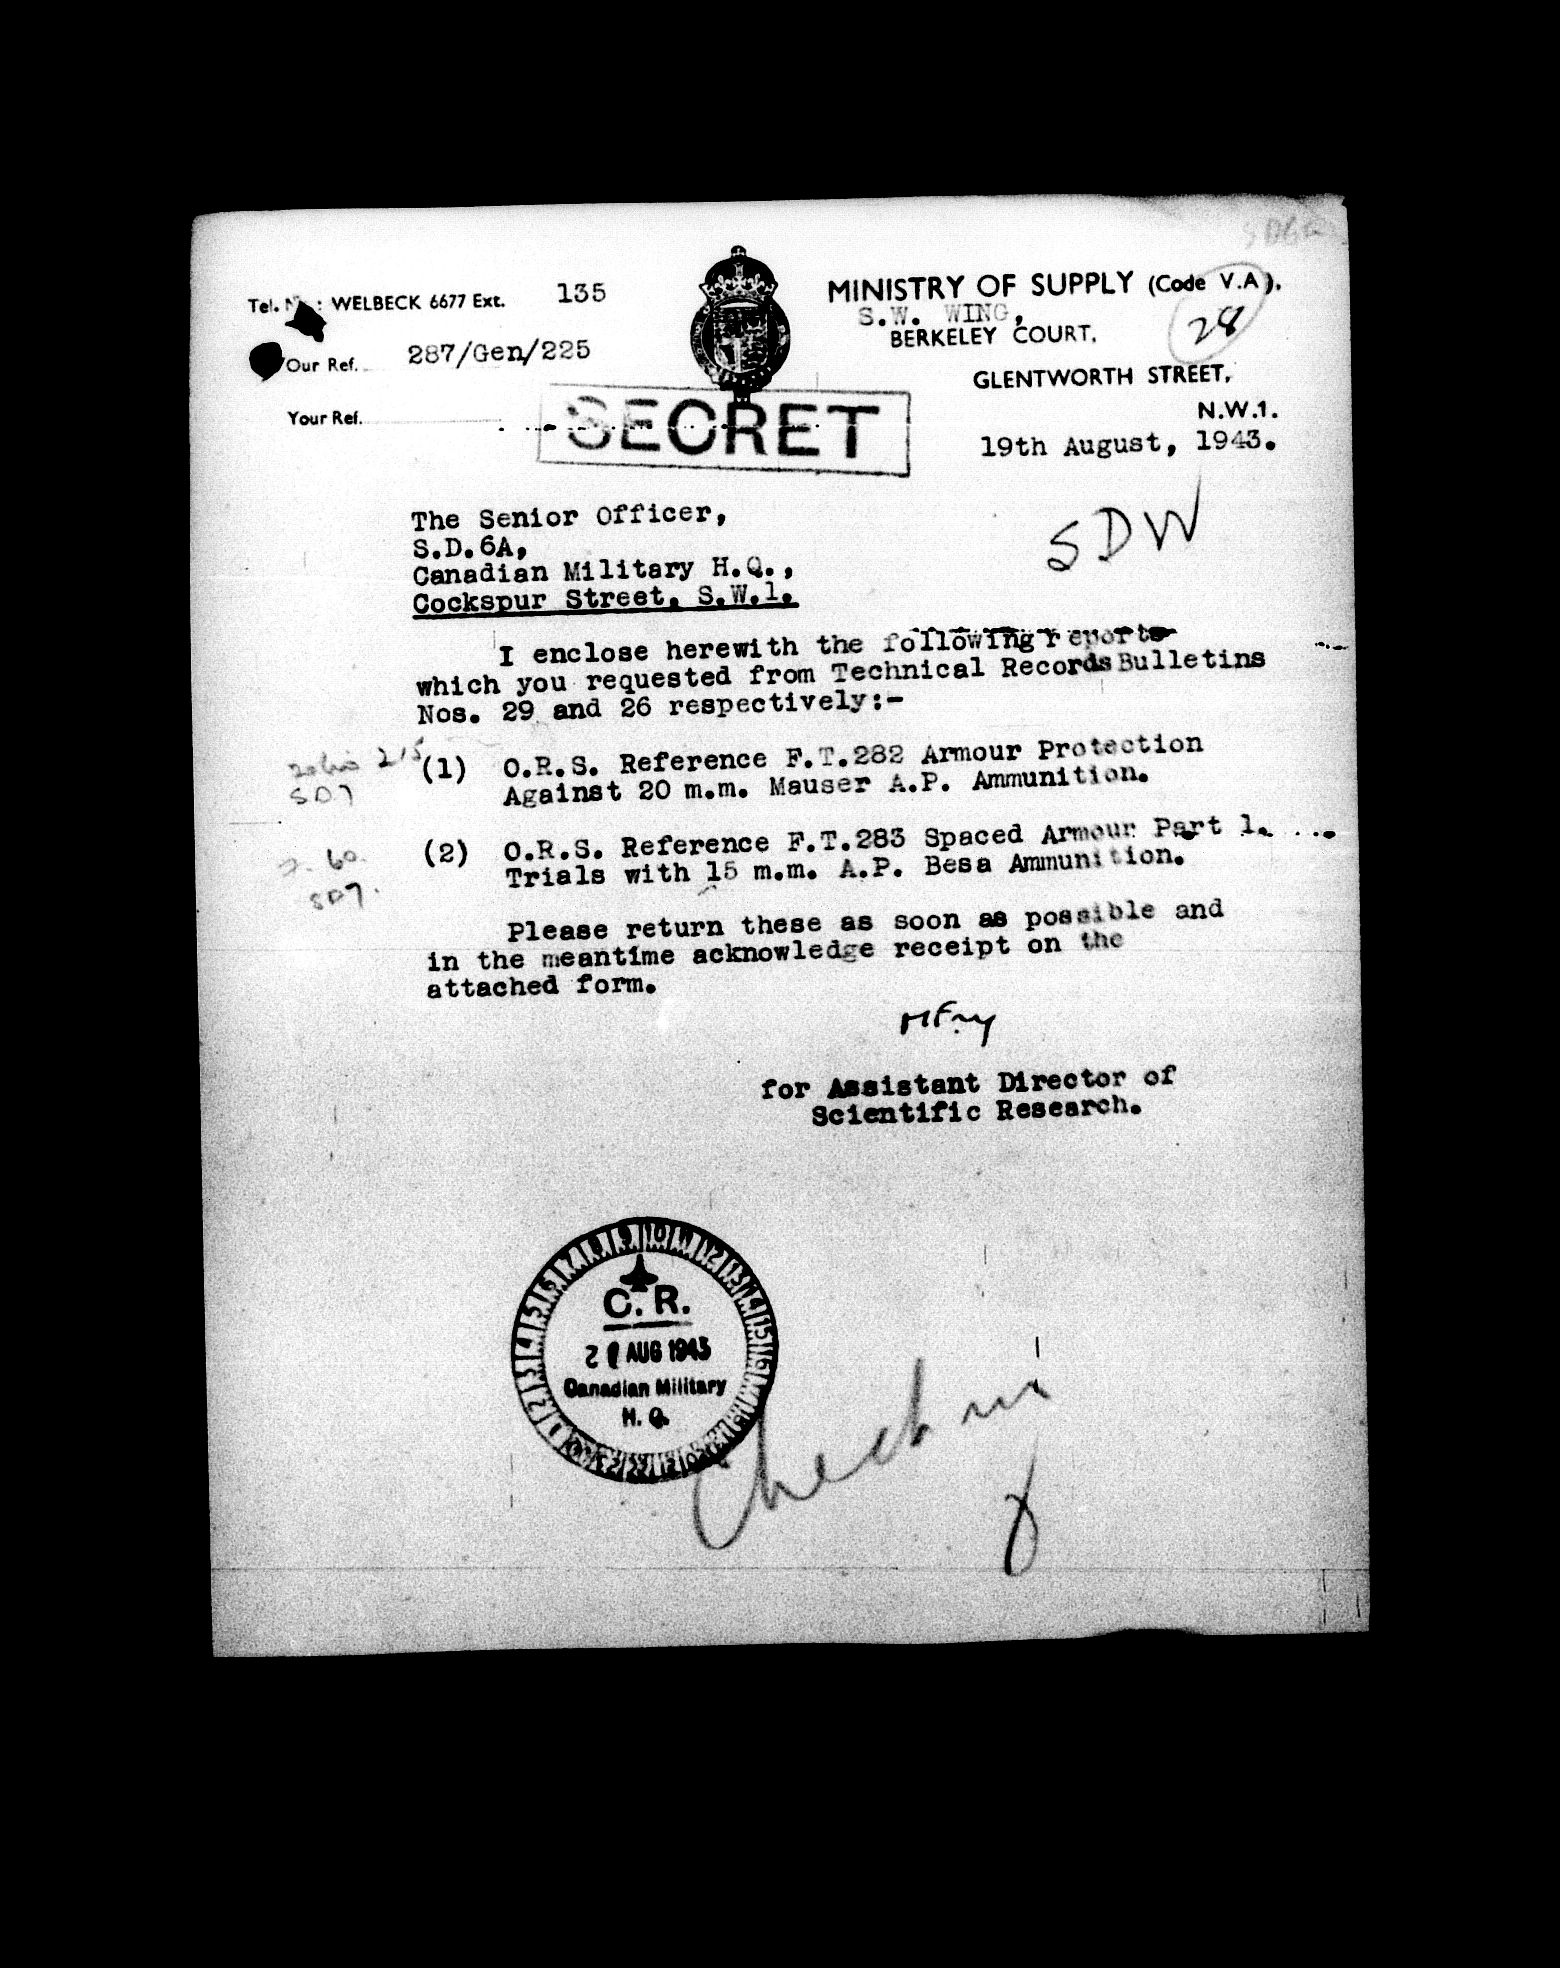 SD6A
Tel. No.: WELBECK 6677 Ext. 135
MINISTRY OF SUPPLY (Code V.A).
S.W. WING,
28
BERKELEY COURT,
Our Ref. 287/Gen/225
GLENTWORTH STREET,
Your Ref.
SECRET
N.W.1.
19th August, 1943.
The Senior Officer,
S.D.6A,
Canadian Military H.Q.,
Cockspur Street, S.W.1.
SDW
I enclose herewith the following reports
which you requested from Technical Records Bulletins
Nos. 29 and 26 respectively:-
(1) O.R.S. Reference F.T.282 Armour Protection
Against 20 m.m. Mauser A.P. Ammunition.
SD7
(2) O.R.S. Reference F.T.283 Spaced Armour Part 1.
Trials with 15 m.m. A.P. Besa Ammunition.
60
SD7.
Please return these as soon as possible and
in the meantime acknowledge receipt on the
attached form.
MFry
for Assistant Director of
Scientific Research.
C. R.
AUG 1943
Canadian Military
H. Q.